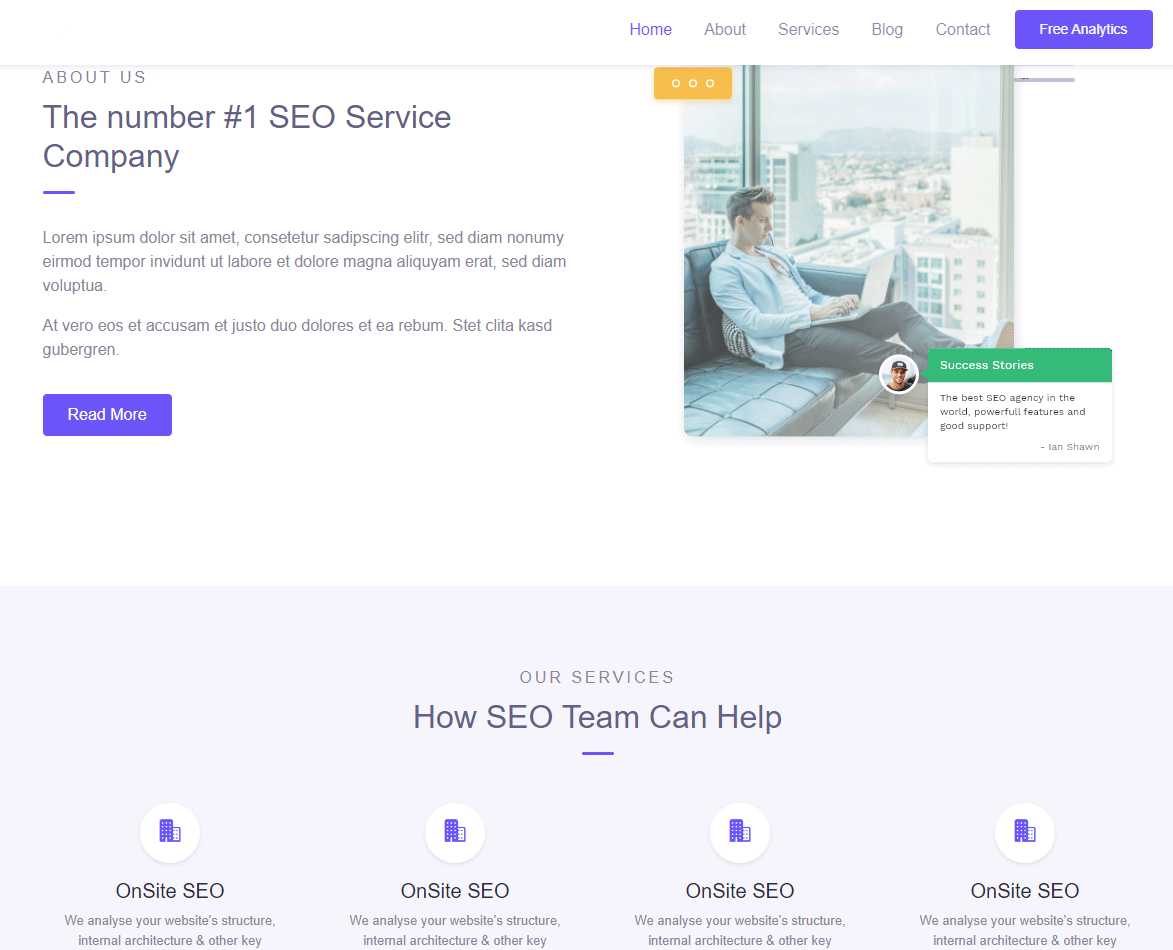 Home About Services Blog Contact Free Analytics
ABOUT US
The number #1 SEO Service
Company
Lorem ipsum dolor sit amet, consetetur sadipscing elitr, sed diam nonumy
eirmod tempor invidunt ut labore et dolore magna aliquyam erat, sed diam
voluptua.
At vero eos et accusam et justo duo dolores et ea rebum. Stet clita kasd
gubergren.
Read More
Success Stories
The best SEO agency in the
world, powerfull features and
good support!
- Ian Shawn
OUR SERVICES
How SEO Team Can Help
OnSite SEO OnSite SEO OnSite SEO OnSite SEO
We analyse your website's structure, We analyse your website's structure, We analyse your website's structure, We analyse your website's structure,
internal architecture & other key internal architecture & other key internal architecture & other key internal architecture & other key